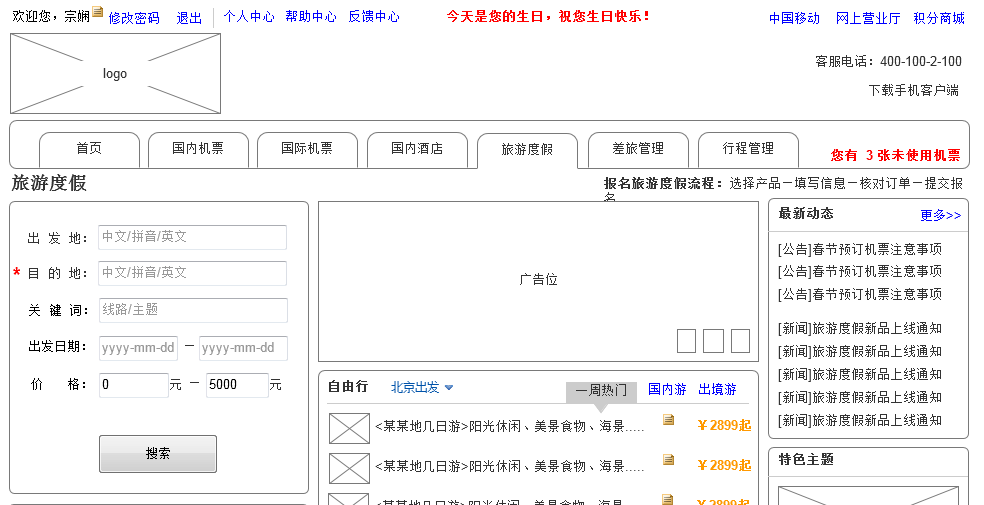 欢迎您，宗娴 修改密码 退出 个人中心 帮助中心 反馈中心 今天是您的生日，祝您生日快乐！ 中国移动 网上营业厅 积分商城
logo
客服电话：400-100-2-100
下载手机客户端
首页 国内机票 国际机票 国内酒店 旅游度假 差旅管理 行程管理 您有 3 张未使用机票
旅游度假
报名旅游度假流程：选择产品—填写信息—核对订单—提交报
名
出 发 地： 中文/拼音/英文
* 目 的 地： 中文/拼音/英文
关 键 词： 线路/主题
出发日期： yyyy-mm-dd — yyyy-mm-dd
价 格： 0 元 — 5000 元
搜索
广告位
自由行 北京出发 一周热门 国内游 出境游
<某某地几日游>阳光休闲、美景食物、海景..... ￥2899起
<某某地几日游>阳光休闲、美景食物、海景..... ￥2899起
<某某地几日游>阳光休闲、美景食物、海景..... ￥2899起
最新动态 更多>>
[公告]春节预订机票注意事项
[公告]春节预订机票注意事项
[公告]春节预订机票注意事项
[新闻]旅游度假新品上线通知
[新闻]旅游度假新品上线通知
[新闻]旅游度假新品上线通知
[新闻]旅游度假新品上线通知
[新闻]旅游度假新品上线通知
特色主题